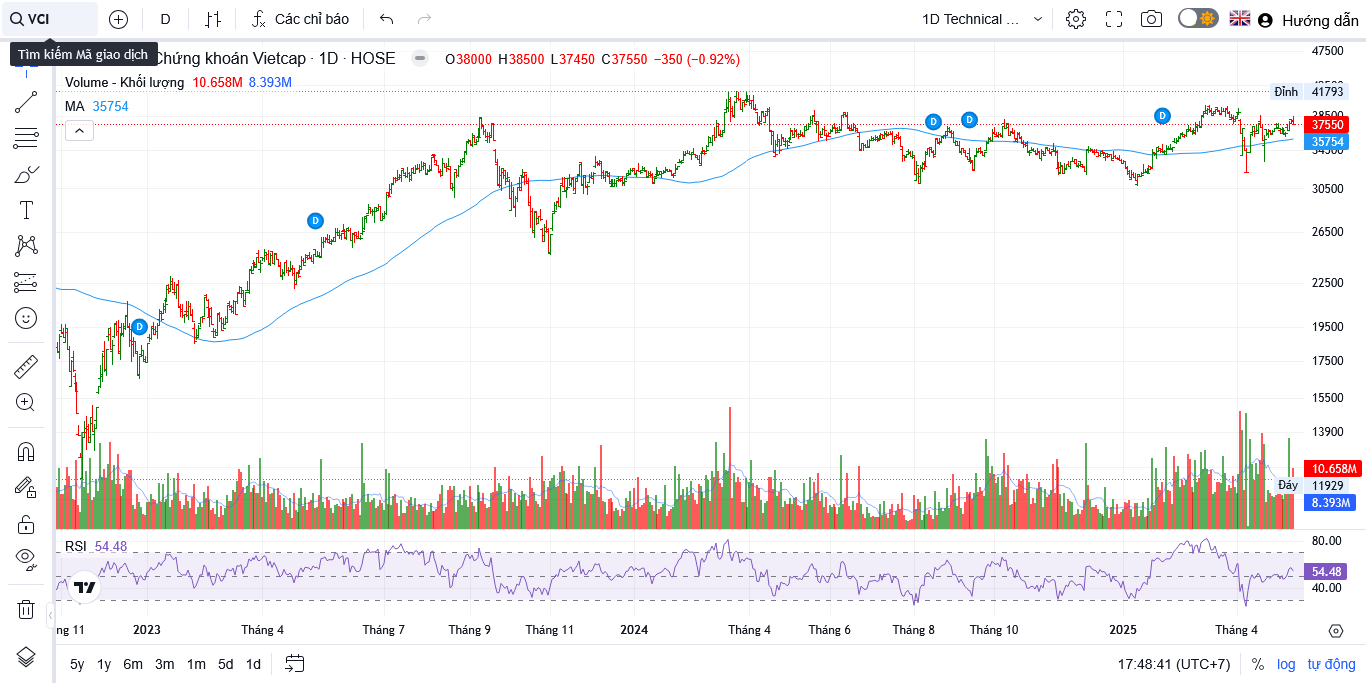 VCI D Các chỉ báo 1D Technical ... Hướng dẫn
Tìm kiếm Mã giao dịch
Chứng khoán Vietcap · 1D · HOSE O38000 H38500 L37450 C37550 −350 (−0.92%)
Volume - Khối lượng 10.658M 8.393M
MA 35754
47500
Đỉnh 41793
37550
35754
30500
26500
22500
19500
17500
15500
13900
10.658M
Đáy 11929
8.393M
D
D
D
D
D
RSI 54.48
80.00
54.48
40.00
ng 11 2023 Tháng 4 Tháng 7 Tháng 9 Tháng 11 2024 Tháng 4 Tháng 6 Tháng 8 Tháng 10 2025 Tháng 4
5y 1y 6m 3m 1m 5d 1d 17:48:41 (UTC+7) % log tự động